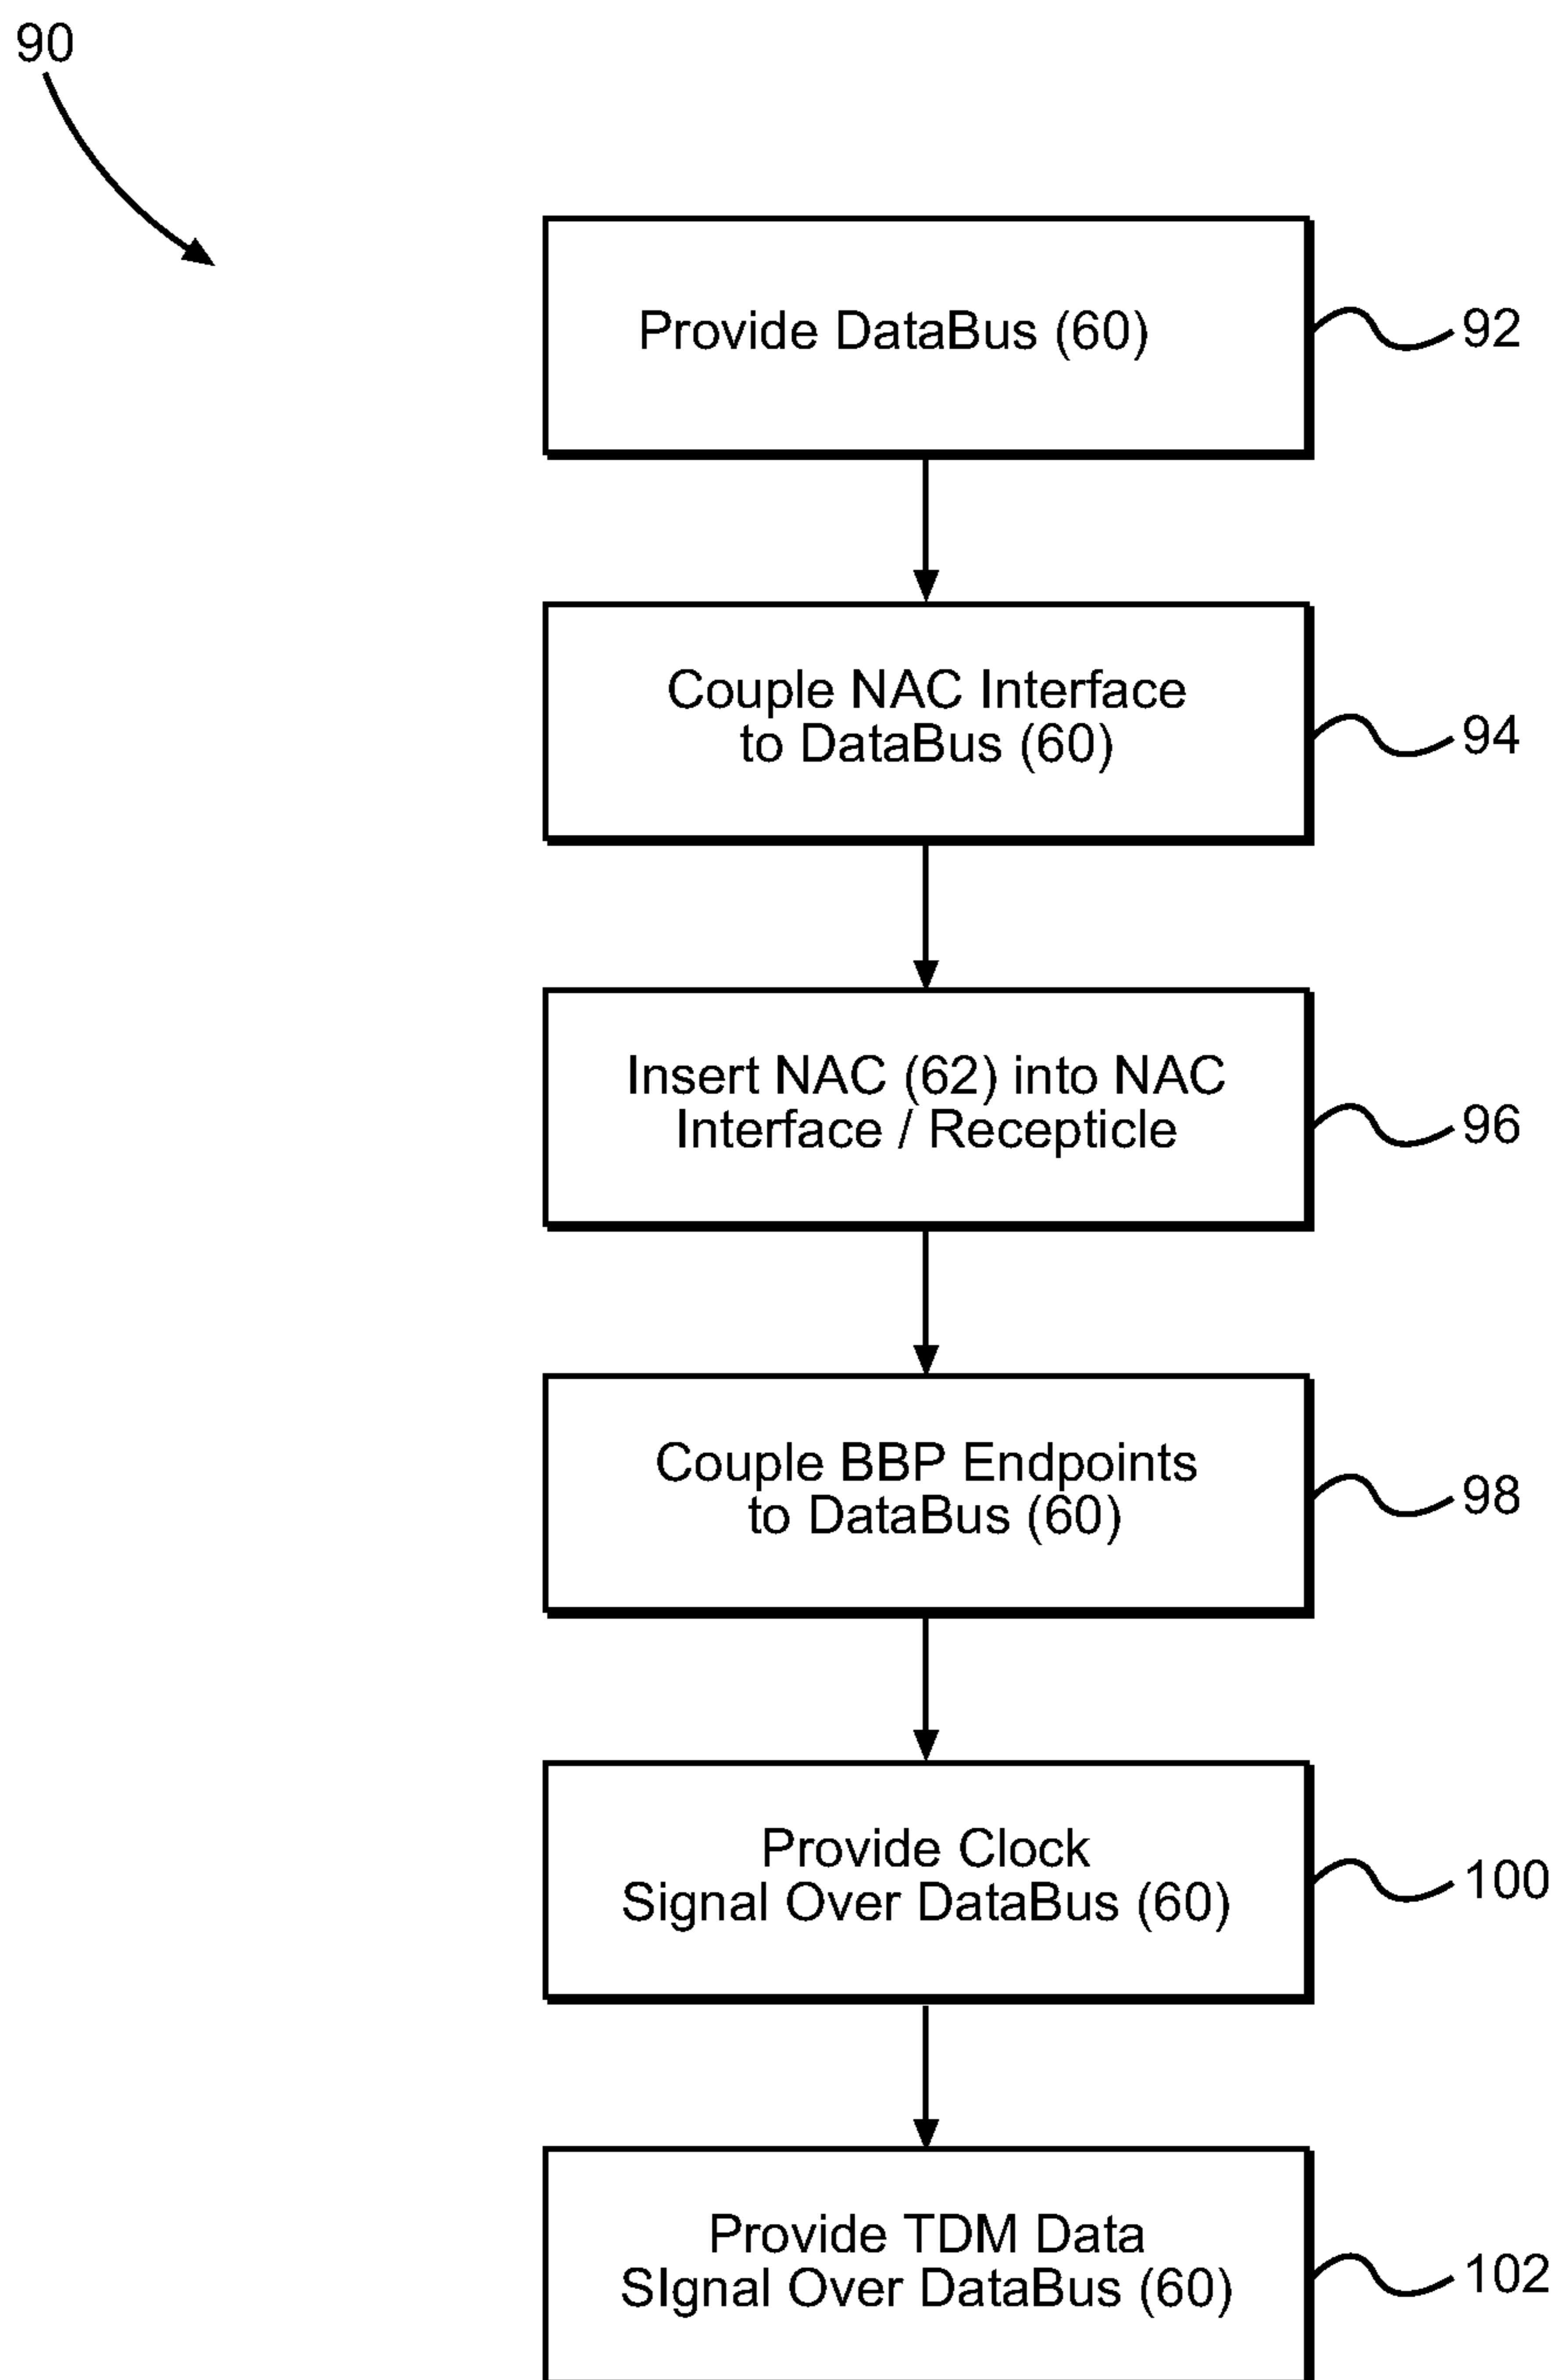 90
Provide DataBus (60)
92
Couple NAC Interface
to DataBus (60)
94
Insert NAC (62) into NAC
Interface / Recepticle
96
Couple BBP Endpoints
to DataBus (60)
98
Provide Clock
Signal Over DataBus (60)
100
Provide TDM Data
SIgnal Over DataBus (60)
102